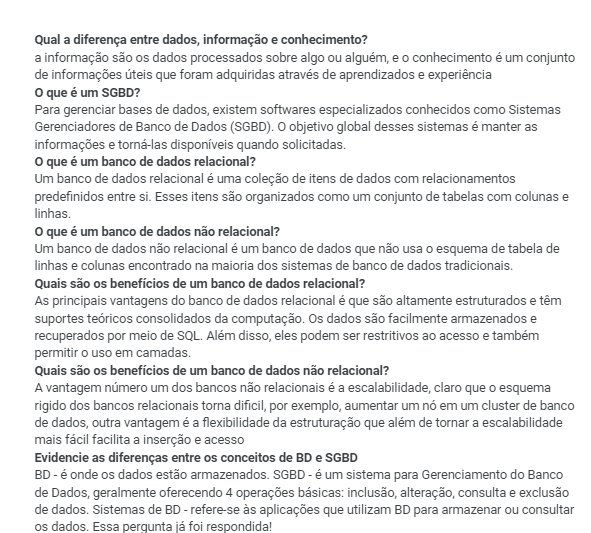 Qual a diferença entre dados, informação e conhecimento?
a informação são os dados processados sobre algo ou alguém, e o conhecimento é um conjunto
de informações úteis que foram adquiridas através de aprendizados e experiência
O que é um SGBD?
Para gerenciar bases de dados, existem softwares especializados conhecidos como Sistemas
Gerenciadores de Banco de Dados (SGBD). O objetivo global desses sistemas é manter as
informações e torná-las disponíveis quando solicitadas.
O que é um banco de dados relacional?
Um banco de dados relacional é uma coleção de itens de dados com relacionamentos
predefinidos entre si. Esses itens são organizados como um conjunto de tabelas com colunas e
linhas.
O que é um banco de dados não relacional?
Um banco de dados não relacional é um banco de dados que não usa o esquema de tabela de
linhas e colunas encontrado na maioria dos sistemas de banco de dados tradicionais.
Quais são os benefícios de um banco de dados relacional?
As principais vantagens do banco de dados relacional é que são altamente estruturados e têm
suportes teóricos consolidados da computação. Os dados são facilmente armazenados e
recuperados por meio de SQL. Além disso, eles podem ser restritivos ao acesso e também
permitir o uso em camadas.
Quais são os benefícios de um banco de dados não relacional?
A vantagem número um dos bancos não relacionais é a escalabilidade, claro que o esquema
rigido dos bancos relacionais torna dificil, por exemplo, aumentar um nó em um cluster de banco
de dados, outra vantagem é a flexibilidade da estruturação que além de tornar a escalabilidade
mais fácil facilita a inserção e acesso
Evidencie as diferenças entre os conceitos de BD e SGBD
BD - é onde os dados estão armazenados. SGBD - é um sistema para Gerenciamento do Banco
de Dados, geralmente oferecendo 4 operações básicas: inclusão, alteração, consulta e exclusão
de dados. Sistemas de BD - refere-se às aplicações que utilizam BD para armazenar ou consultar
os dados. Essa pergunta já foi respondida!